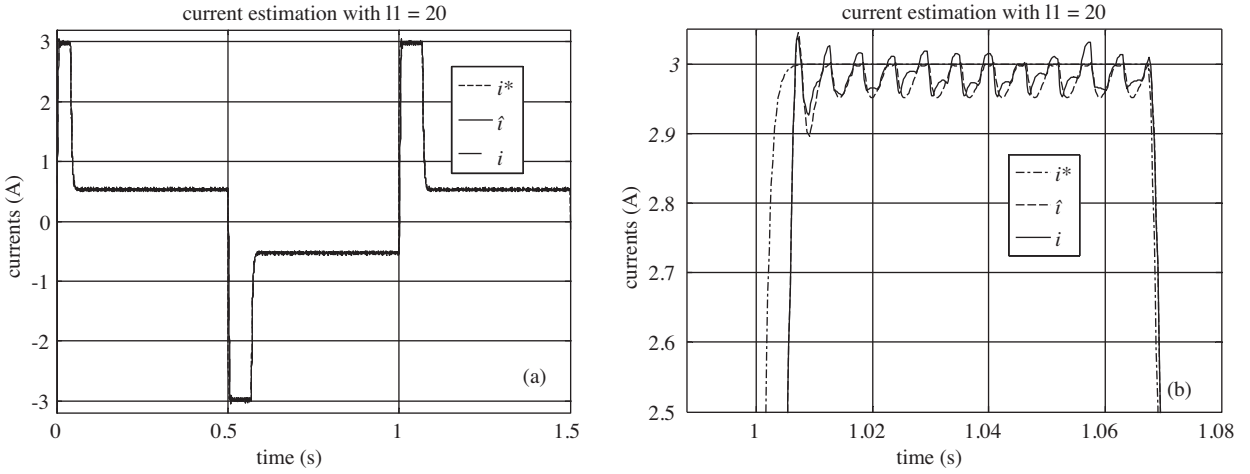 current estimation with l1 = 20
3
2
1
0
-1
-2
-3
currents (A)
i*
î
i
(a)
0
0.5
1
1.5
time (s)
current estimation with l1 = 20
3
2.9
2.8
2.7
2.6
2.5
currents (A)
i*
î
i
(b)
1
1.02
1.04
1.06
1.08
time (s)